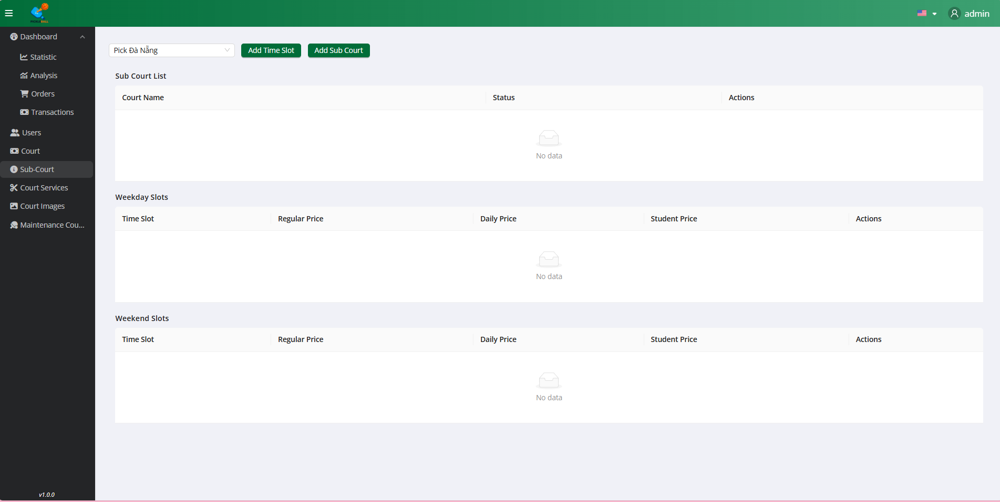 PICKLEBALL
admin
Dashboard
Statistic
Analysis
Orders
Transactions
Users
Court
Sub-Court
Court Services
Court Images
Maintenance Cou...
v1.0.0
Pick Đà Nẵng
Add Time Slot
Add Sub Court
Sub Court List
Court Name Status Actions
No data
Weekday Slots
Time Slot Regular Price Daily Price Student Price Actions
No data
Weekend Slots
Time Slot Regular Price Daily Price Student Price Actions
No data